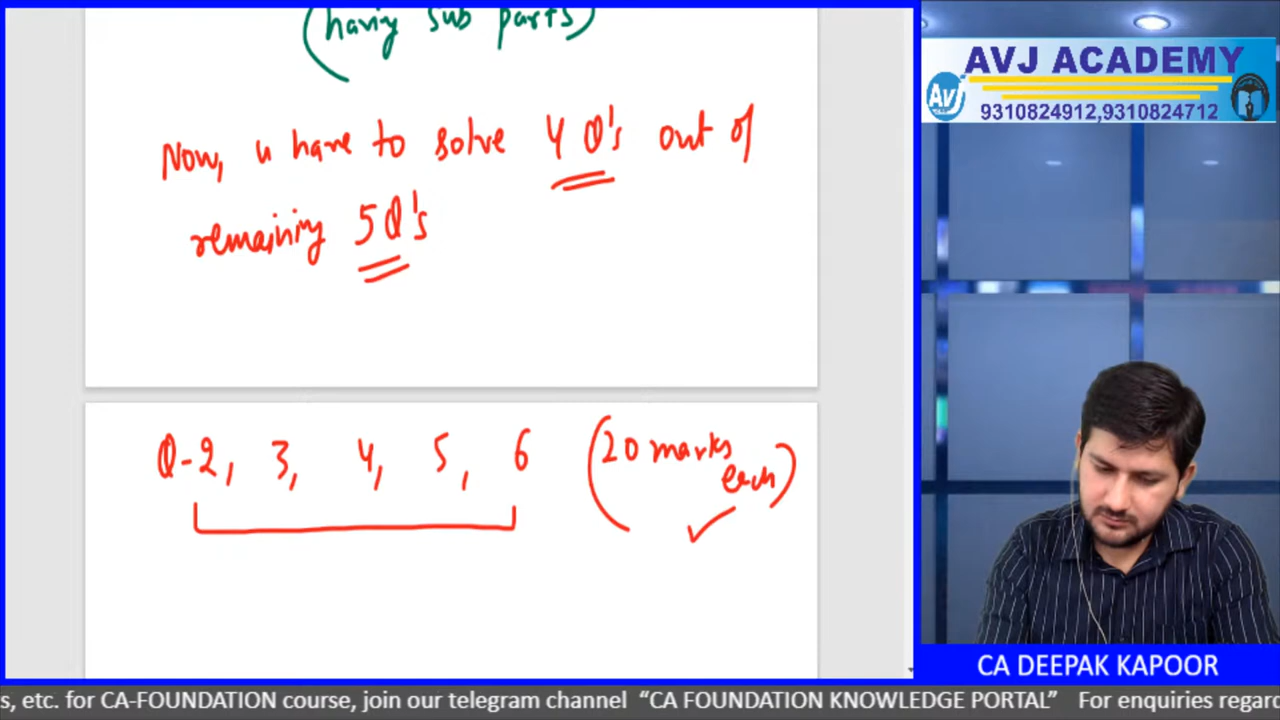 (having sub parts)
Now, u have to solve 4 Q's out of
remaining 5Q's
Q-2, 3, 4, 5, 6 (20 marks
each)
AVJ ACADEMY
AV
9310824912,9310824712
CA DEEPAK KAPOOR
s, etc. for CA-FOUNDATION course, join our telegram channel “CA FOUNDATION KNOWLEDGE PORTAL” For enquiries regar